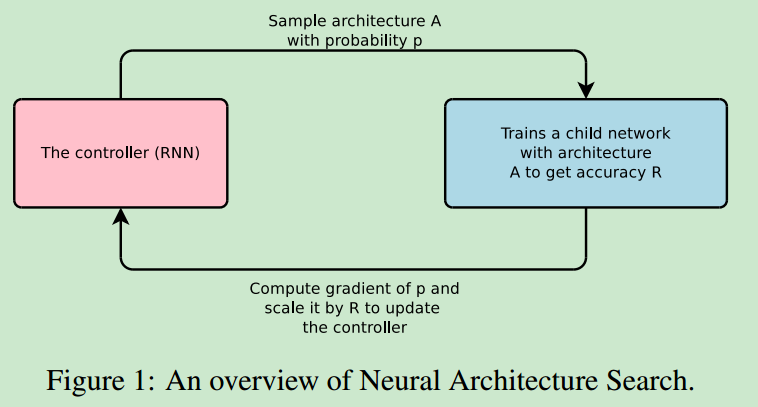 Sample architecture A
with probability p
The controller (RNN)
Trains a child network
with architecture
A to get accuracy R
Compute gradient of p and
scale it by R to update
the controller
Figure 1: An overview of Neural Architecture Search.